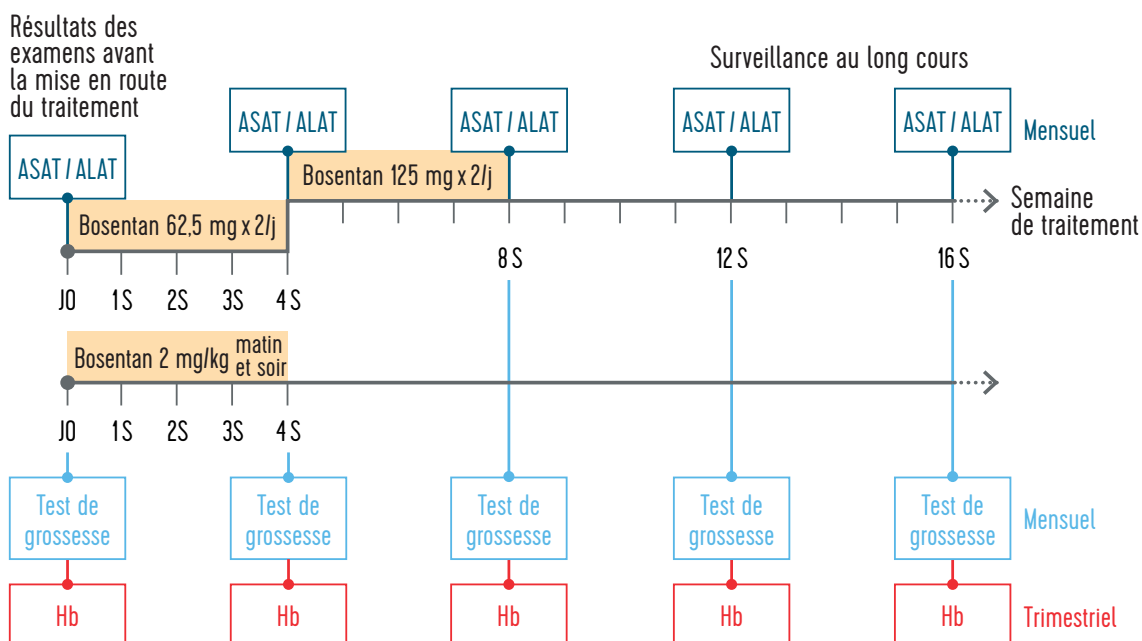 Résultats des
examens avant
la mise en route
du traitement
Surveillance au long cours
ASAT / ALAT
ASAT / ALAT
ASAT / ALAT
ASAT / ALAT
ASAT / ALAT
Mensuel
Bosentan 125 mg x 2/j
Bosentan 62,5 mg x 2/j
Semaine
de traitement
8 S
12 S
16 S
J0
1 S
2 S
3 S
4 S
Bosentan 2 mg/kg matin
et soir
J0
1 S
2 S
3 S
4 S
Test de
grossesse
Test de
grossesse
Test de
grossesse
Test de
grossesse
Test de
grossesse
Mensuel
Hb
Hb
Hb
Hb
Hb
Trimestriel